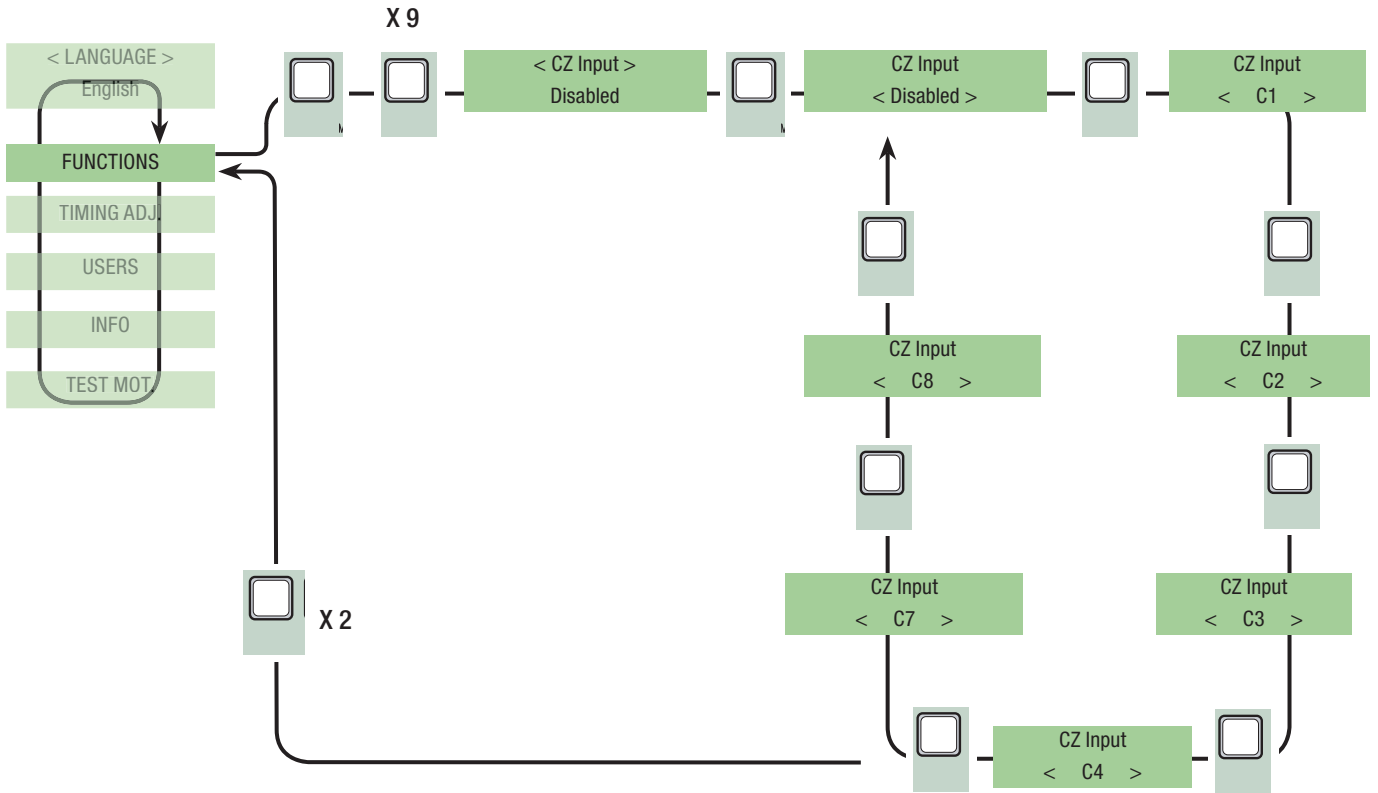 X 9
< LANGUAGE >
English
FUNCTIONS
TIMING ADJ.
USERS
INFO
TEST MOT.
< CZ Input >
Disabled
CZ Input
< Disabled >
CZ Input
< C1 >
CZ Input
< C8 >
CZ Input
< C2 >
CZ Input
< C7 >
CZ Input
< C3 >
X 2
CZ Input
< C4 >